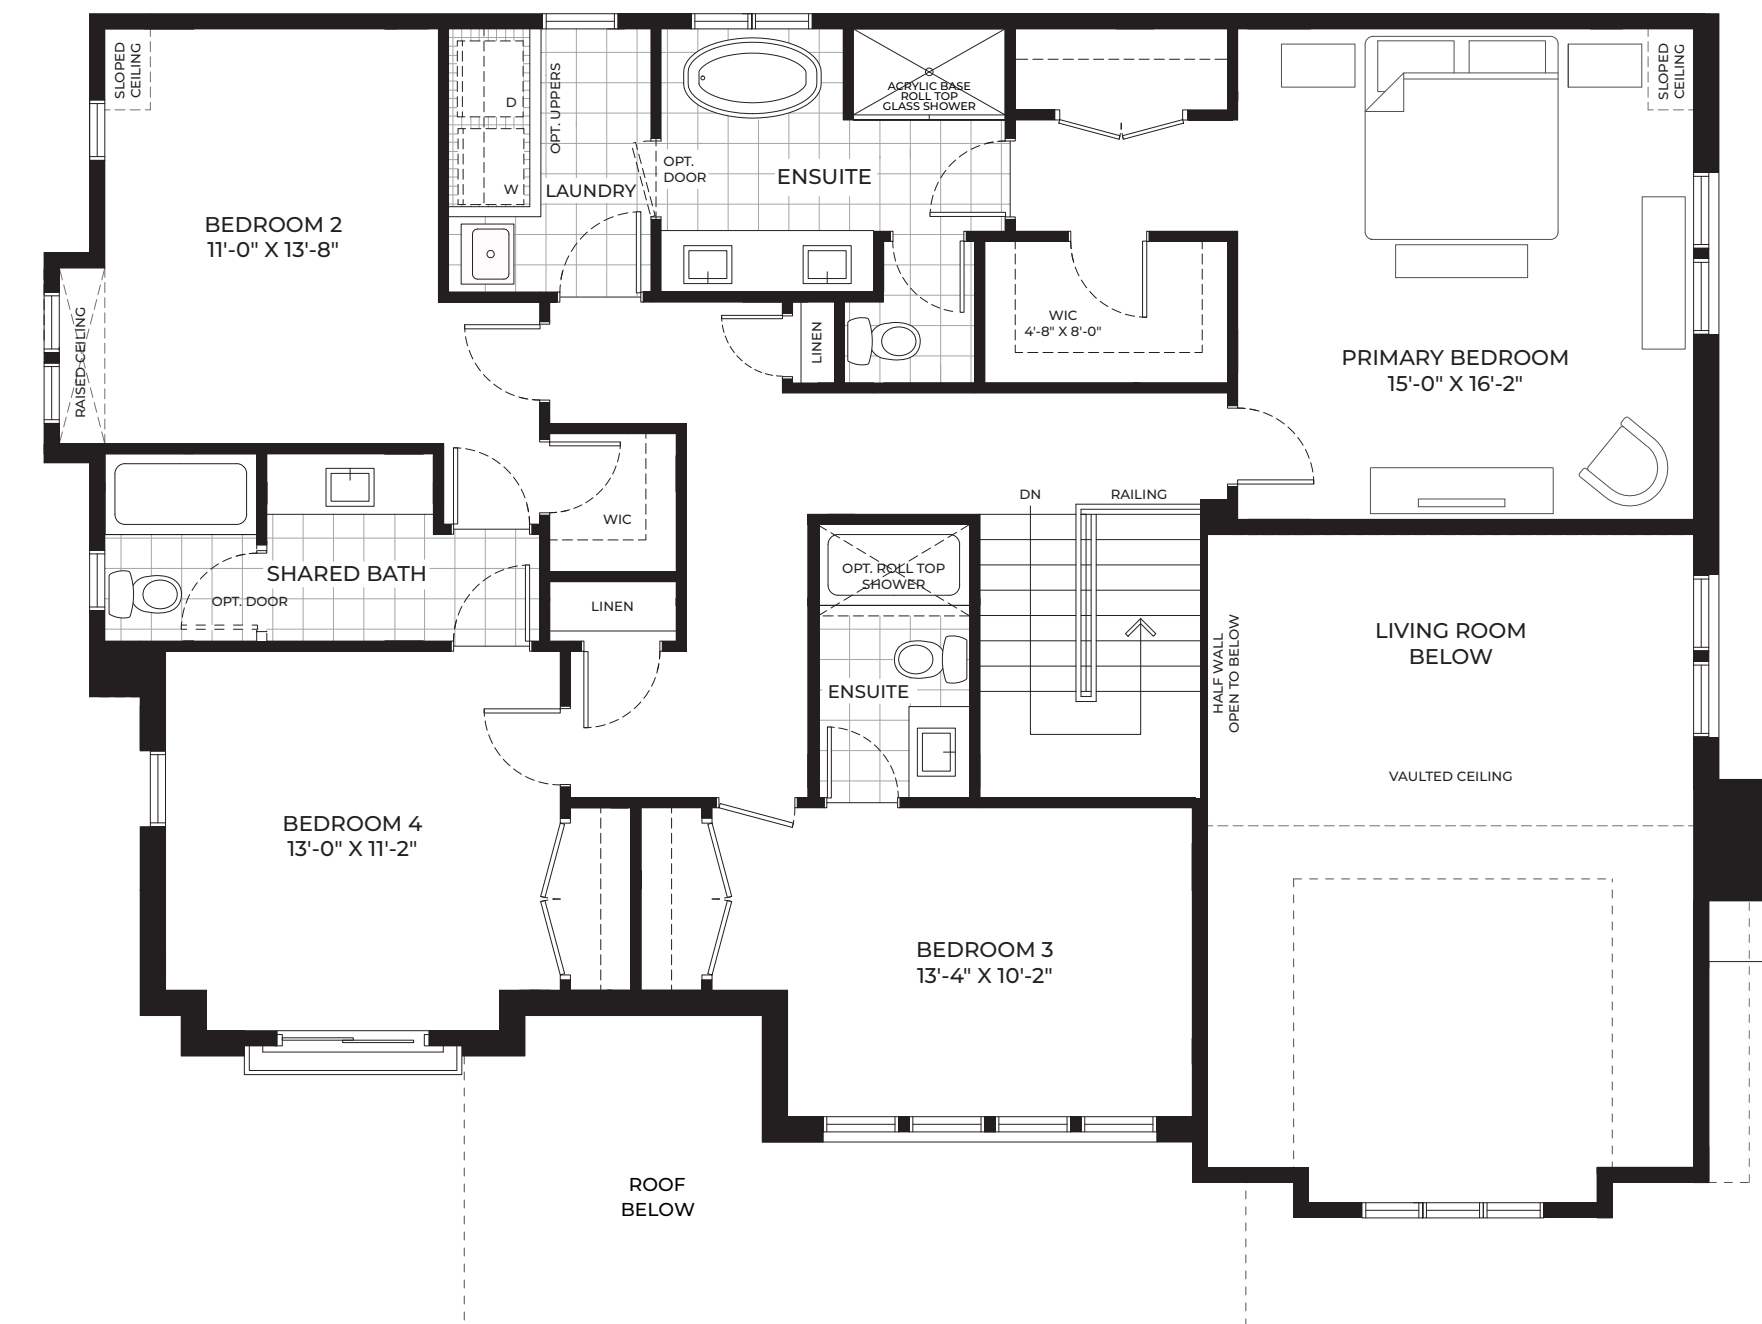 SLOPED
CEILING
D
W
OPT. UPPERS
LAUNDRY
OPT.
DOOR
ENSUITE
ACRYLIC BASE
ROLL TOP
GLASS SHOWER
SLOPED
CEILING
BEDROOM 2
11'-0" X 13'-8"
RAISED CEILING
LINEN
WIC
4'-8" X 8'-0"
PRIMARY BEDROOM
15'-0" X 16'-2"
WIC
DN
RAILING
SHARED BATH
OPT. DOOR
LINEN
OPT. ROLL TOP
SHOWER
ENSUITE
HALF WALL
OPEN TO BELOW
LIVING ROOM
BELOW
VAULTED CEILING
BEDROOM 4
13'-0" X 11'-2"
BEDROOM 3
13'-4" X 10'-2"
ROOF
BELOW